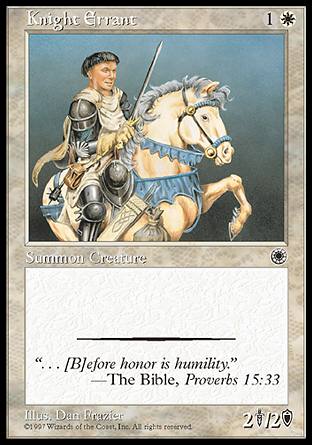 Knight Errant 1
Summon Creature
“. . . [B]efore honor is humility.”
—The Bible, Proverbs 15:33
Illus. Dan Frazier
©1997 Wizards of the Coast, Inc. All rights reserved.
2/2